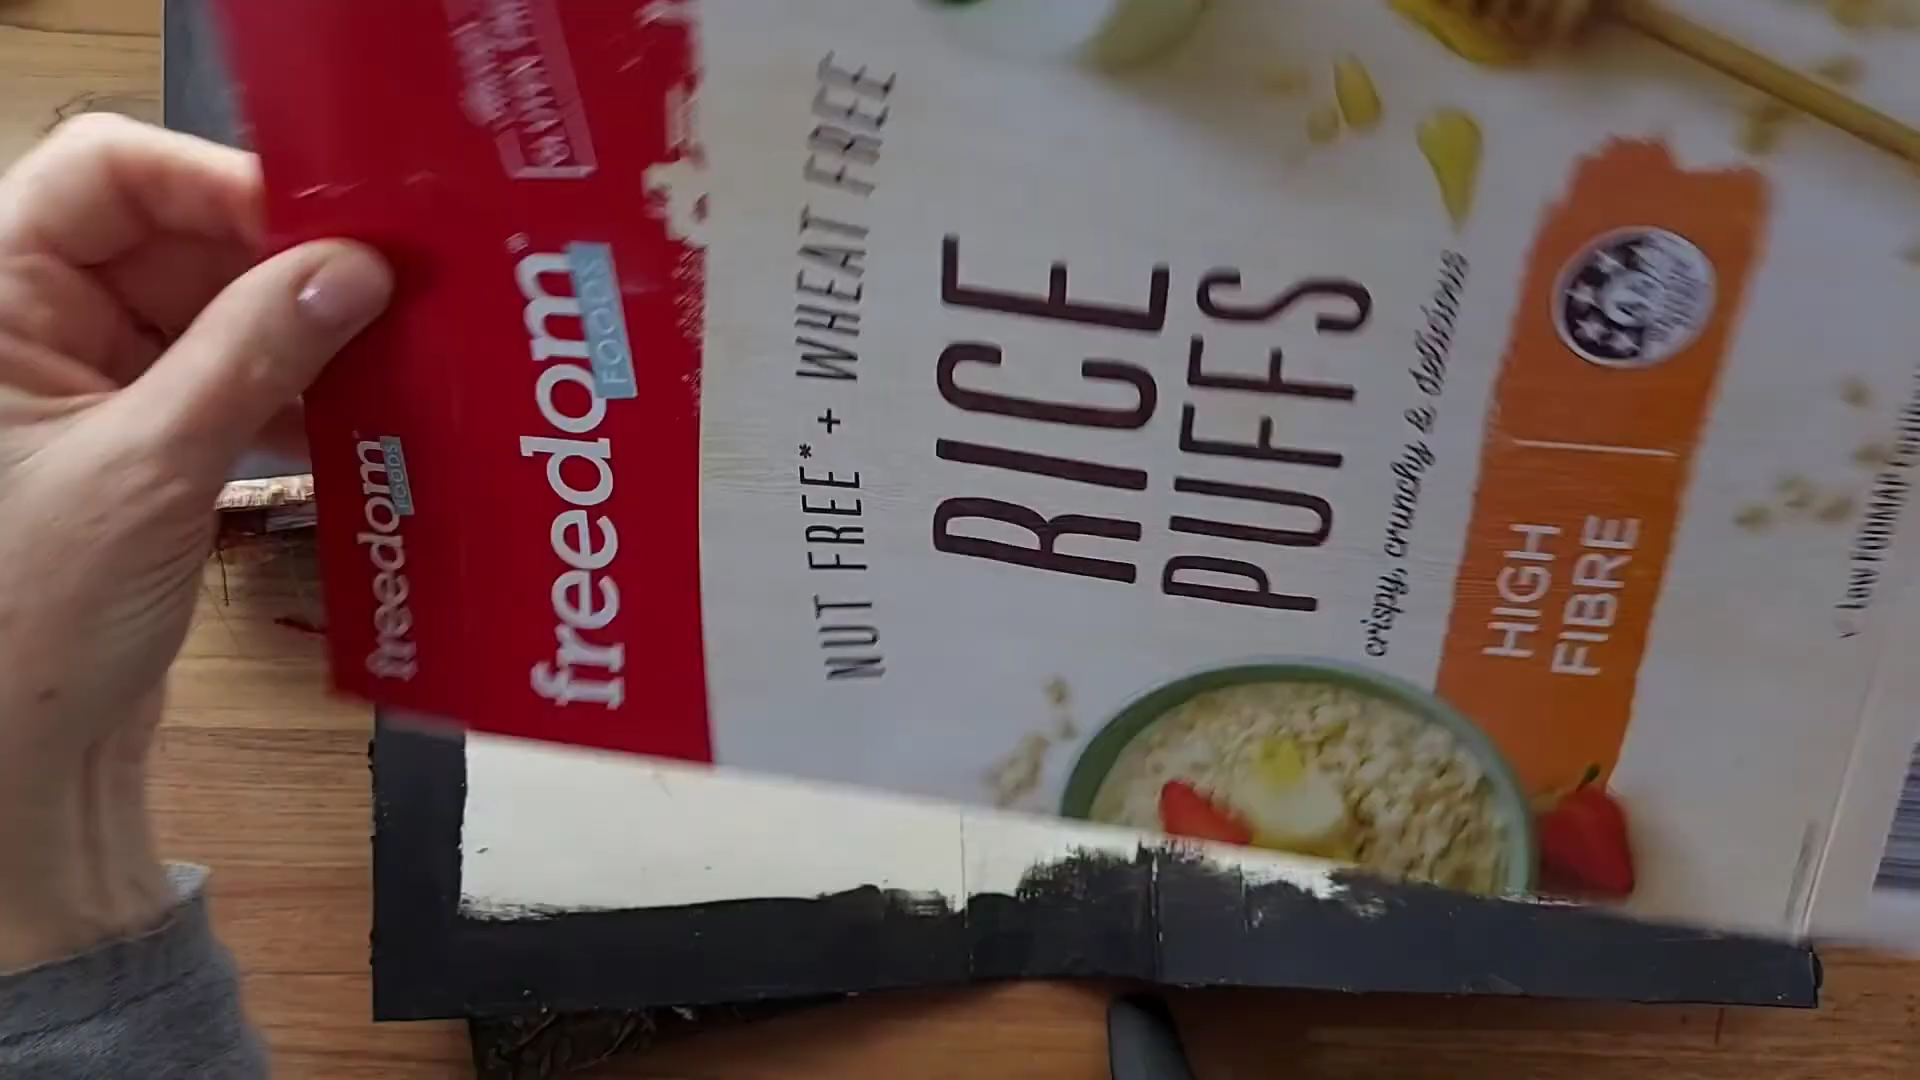 freedom
FOODS
freedom
FOODS
NUT FREE* + WHEAT FREE
RICE
PUFFS
crispy, crunchy & delicious
HIGH
FIBRE